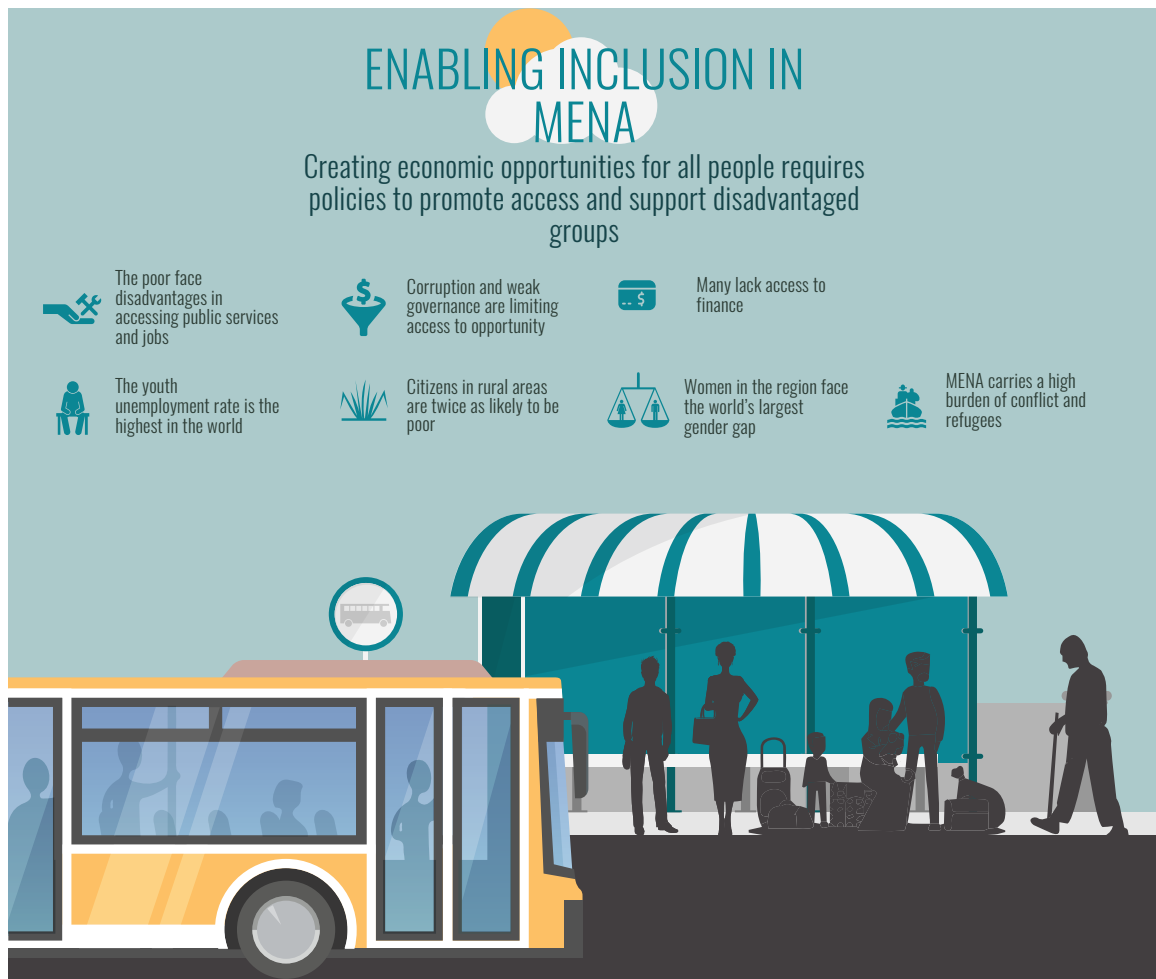 ENABLING INCLUSION IN
MENA
Creating economic opportunities for all people requires
policies to promote access and support disadvantaged
groups
The poor face
disadvantages in
accessing public services
and jobs
$
Corruption and weak
governance are limiting
access to opportunity
$
Many lack access to
finance
The youth
unemployment rate is the
highest in the world
Citizens in rural areas
are twice as likely to be
poor
Women in the region face
the world's largest
gender gap
MENA carries a high
burden of conflict and
refugees